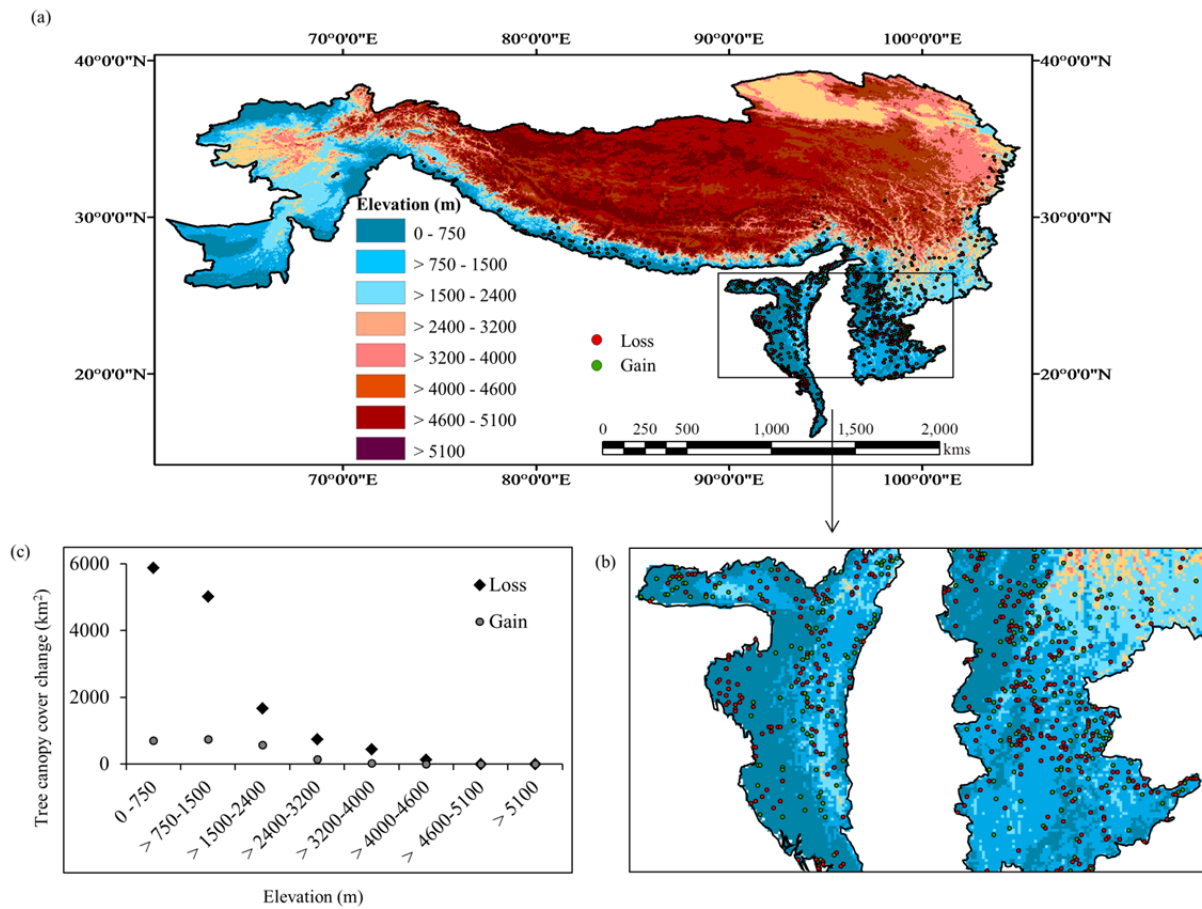 (a)
70°0'0"E 80°0'0"E 90°0'0"E 100°0'0"E
40°0'0"N 40°0'0"N
30°0'0"N 30°0'0"N
20°0'0"N 20°0'0"N
Elevation (m)
0 - 750
> 750 - 1500
> 1500 - 2400
> 2400 - 3200
> 3200 - 4000
> 4000 - 4600
> 4600 - 5100
> 5100
Loss
Gain
0 250 500 1,000 1,500 2,000
kms
70°0'0"E 80°0'0"E 90°0'0"E 100°0'0"E
(c)
Tree canopy cover change (km²)
6000
4000
2000
0
Loss
Gain
0 -750
> 750-1500
> 1500-2400
> 2400-3200
> 3200-4000
> 4000-4600
> 4600-5100
> 5100
Elevation (m)
(b)